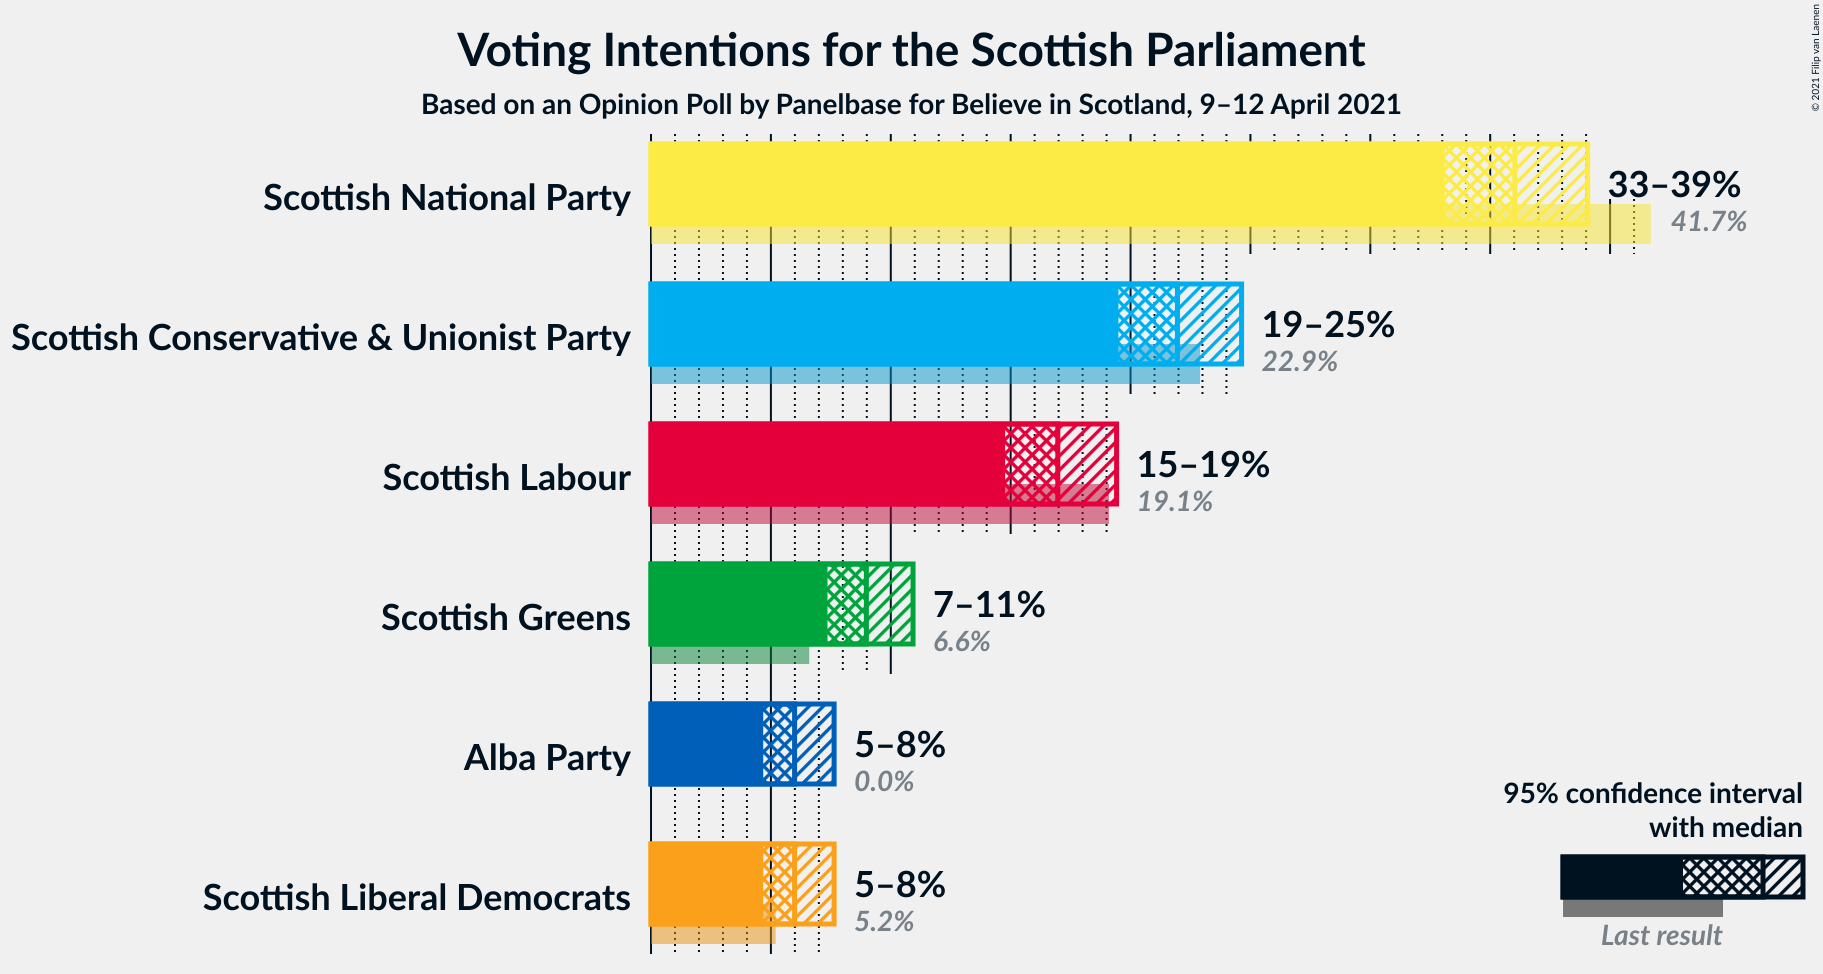 Voting Intentions for the Scottish Parliament
Based on an Opinion Poll by Panelbase for Believe in Scotland, 9–12 April 2021
© 2021 Filip van Laenen
Scottish National Party
33–39%
41.7%
Scottish Conservative & Unionist Party
19–25%
22.9%
Scottish Labour
15–19%
19.1%
Scottish Greens
7–11%
6.6%
Alba Party
5–8%
0.0%
Scottish Liberal Democrats
5–8%
5.2%
95% confidence interval
with median
Last result